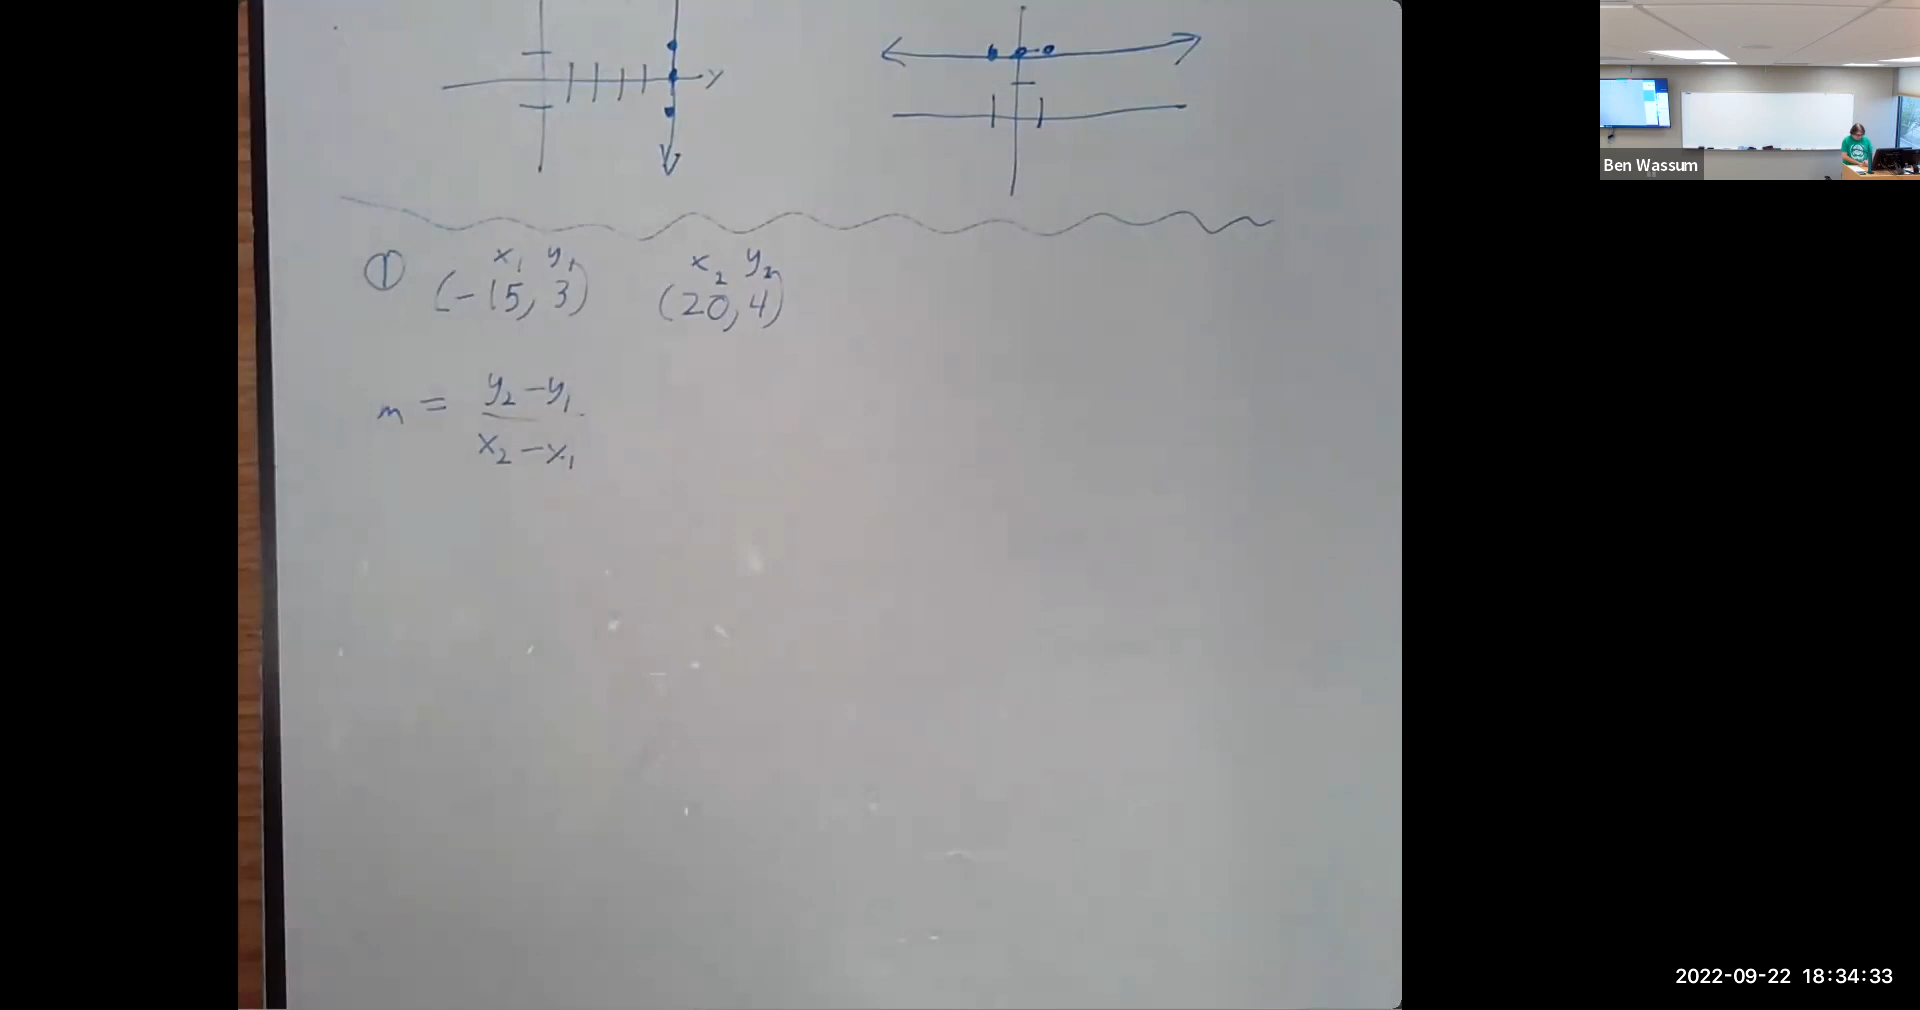 y
① x₁ y₁ x₂ y₂
(-15, 3) (20, 4)
m = y₂ - y₁
x₂ - x₁
Ben Wassum
2022-09-22 18:34:33